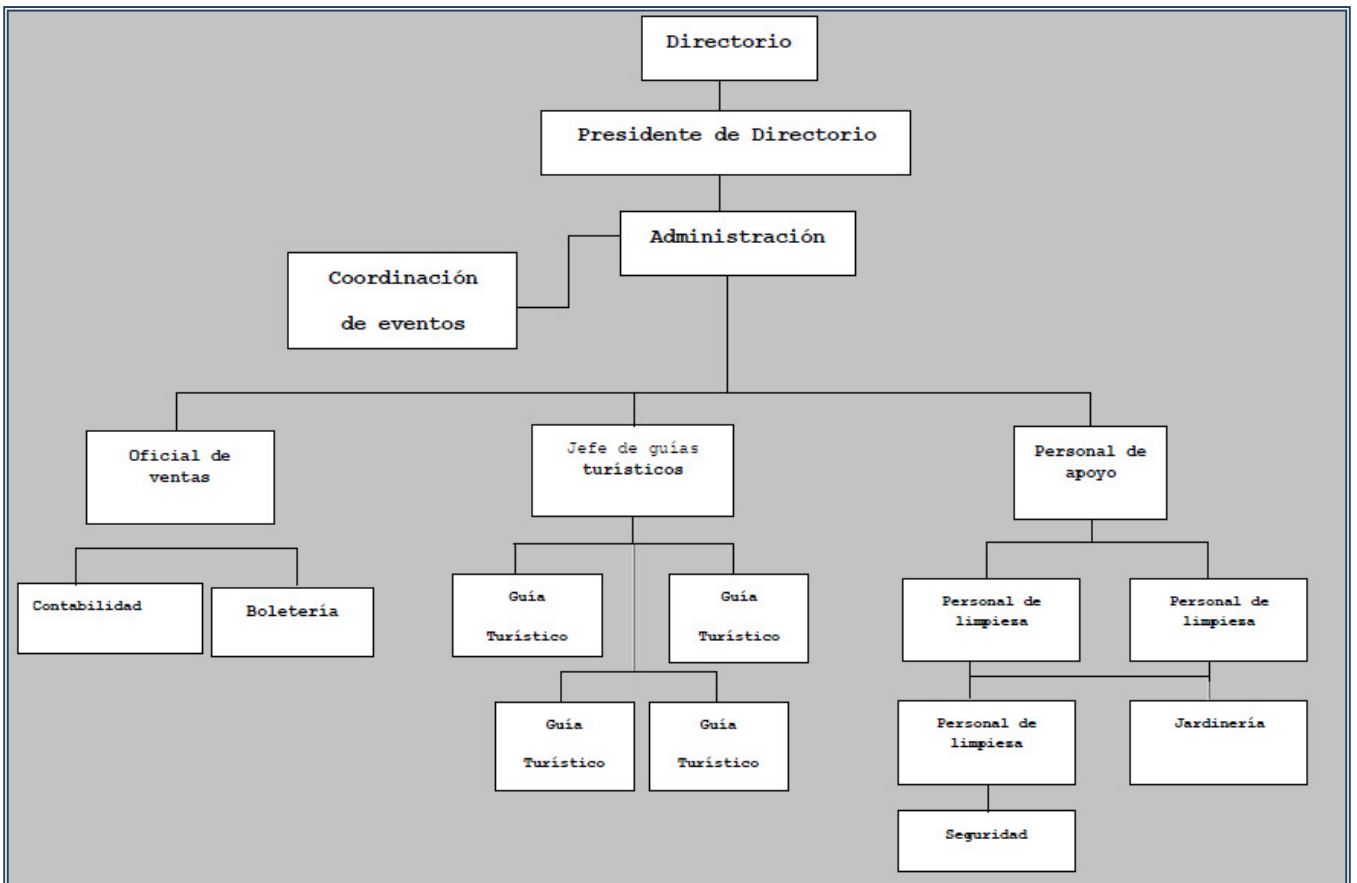 Directorio
Presidente de Directorio
Administración
Coordinación
de eventos
Oficial de
ventas
Jefe de guías
turísticos
Personal de
apoyo
Contabilidad
Boletería
Guía
Turístico
Guía
Turístico
Personal de
limpieza
Personal de
limpieza
Guía
Turístico
Guía
Turístico
Personal de
limpieza
Jardinería
Seguridad